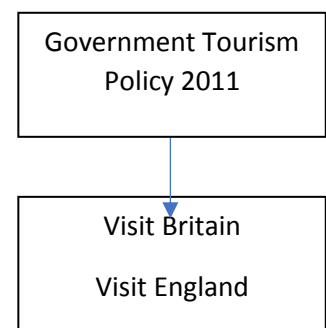 Government Tourism
Policy 2011
Visit Britain
Visit England